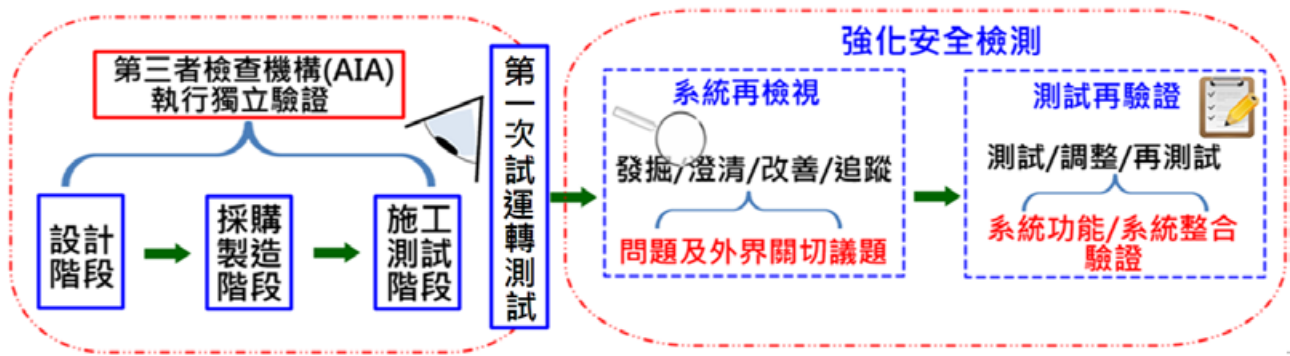 第三者檢查機構(AIA)
執行獨立驗證
設計
階段
採購
製造
階段
施工
測試
階段
第一次試運轉測試
強化安全檢測
系統再檢視
發掘/澄清/改善/追蹤
問題及外界關切議題
測試再驗證
測試/調整/再測試
系統功能/系統整合
驗證